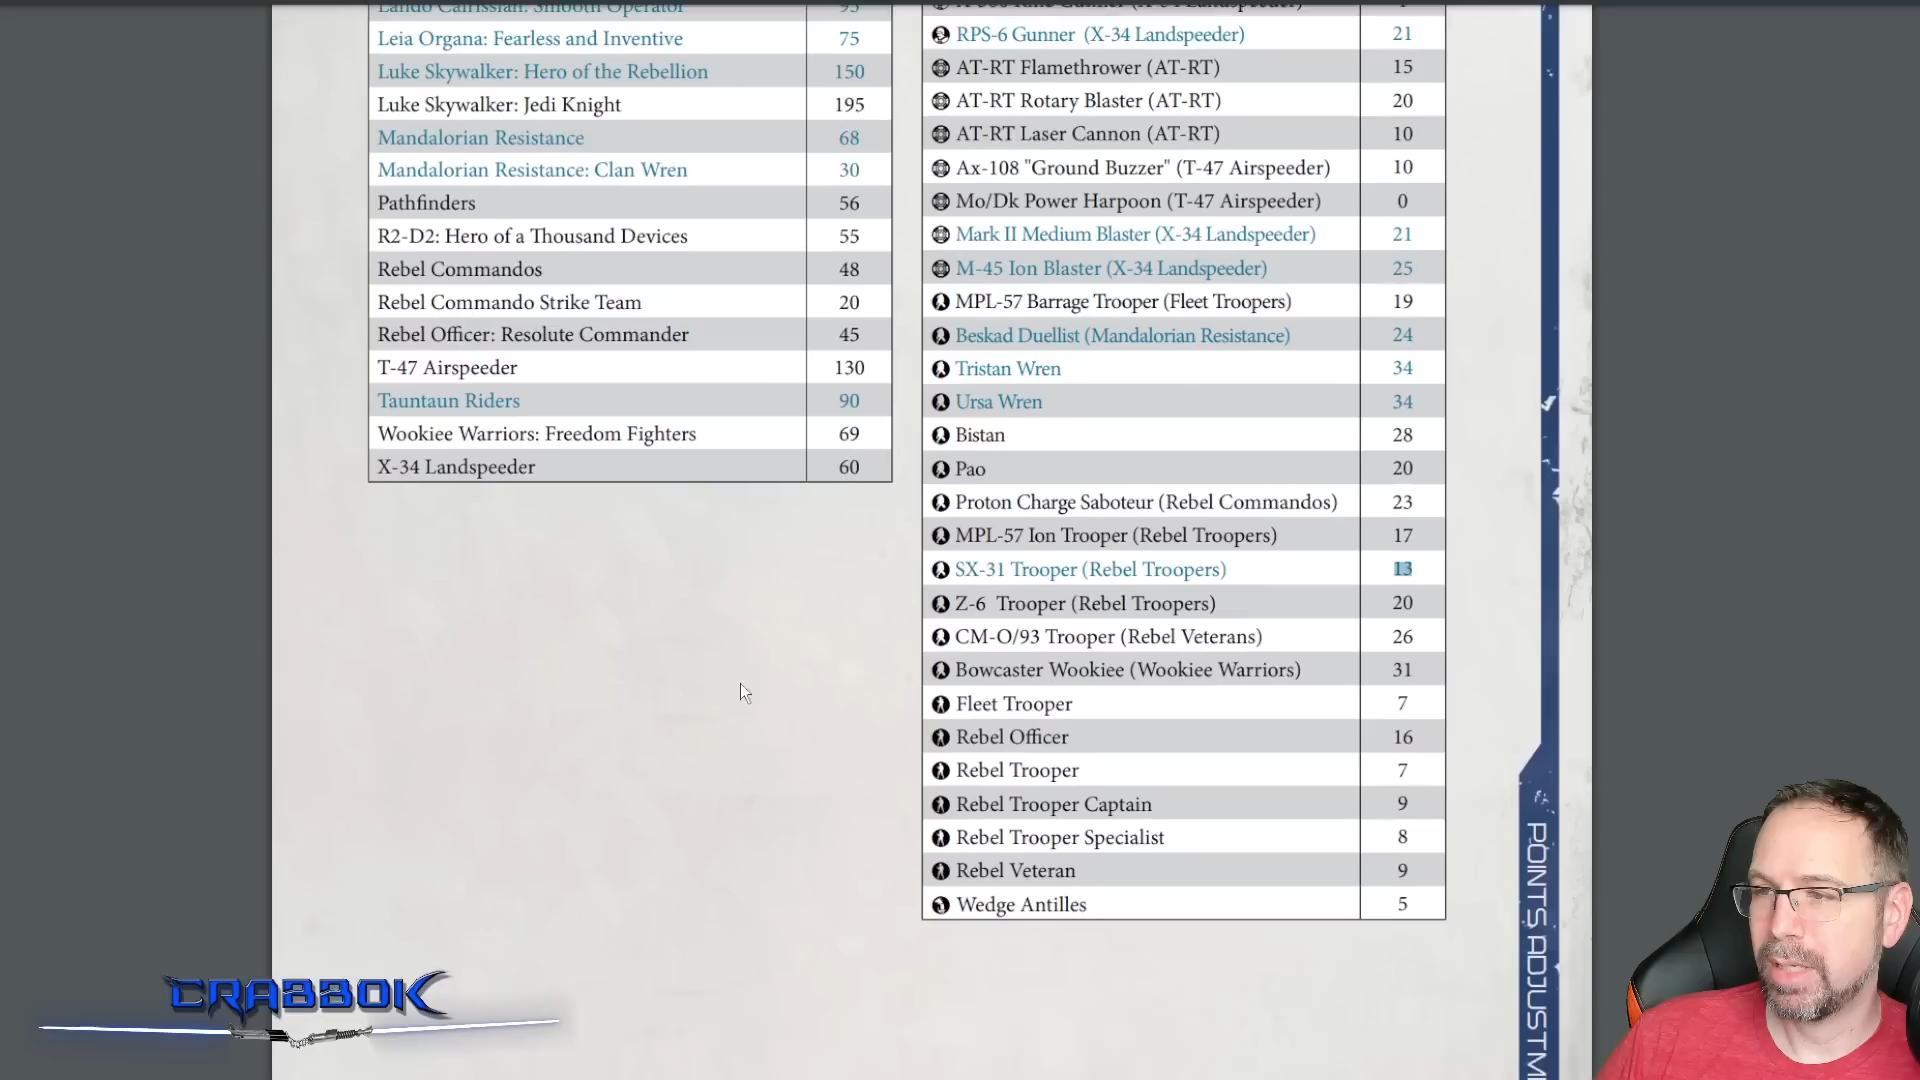 Lando Calrissian: Smooth Operator 95
Leia Organa: Fearless and Inventive 75
Luke Skywalker: Hero of the Rebellion 150
Luke Skywalker: Jedi Knight 195
Mandalorian Resistance 68
Mandalorian Resistance: Clan Wren 30
Pathfinders 56
R2-D2: Hero of a Thousand Devices 55
Rebel Commandos 48
Rebel Commando Strike Team 20
Rebel Officer: Resolute Commander 45
T-47 Airspeeder 130
Tauntaun Riders 90
Wookiee Warriors: Freedom Fighters 69
X-34 Landspeeder 60
RPS-6 Gunner (X-34 Landspeeder) 21
AT-RT Flamethrower (AT-RT) 15
AT-RT Rotary Blaster (AT-RT) 20
AT-RT Laser Cannon (AT-RT) 10
Ax-108 "Ground Buzzer" (T-47 Airspeeder) 10
Mo/Dk Power Harpoon (T-47 Airspeeder) 0
Mark II Medium Blaster (X-34 Landspeeder) 21
M-45 Ion Blaster (X-34 Landspeeder) 25
MPL-57 Barrage Trooper (Fleet Troopers) 19
Beskad Duellist (Mandalorian Resistance) 24
Tristan Wren 34
Ursa Wren 34
Bistan 28
Pao 20
Proton Charge Saboteur (Rebel Commandos) 23
MPL-57 Ion Trooper (Rebel Troopers) 17
SX-31 Trooper (Rebel Troopers) 13
Z-6 Trooper (Rebel Troopers) 20
CM-O/93 Trooper (Rebel Veterans) 26
Bowcaster Wookiee (Wookiee Warriors) 31
Fleet Trooper 7
Rebel Officer 16
Rebel Trooper 7
Rebel Trooper Captain 9
Rebel Trooper Specialist 8
Rebel Veteran 9
Wedge Antilles 5
POINTS ADJUSTM
CRABBOK